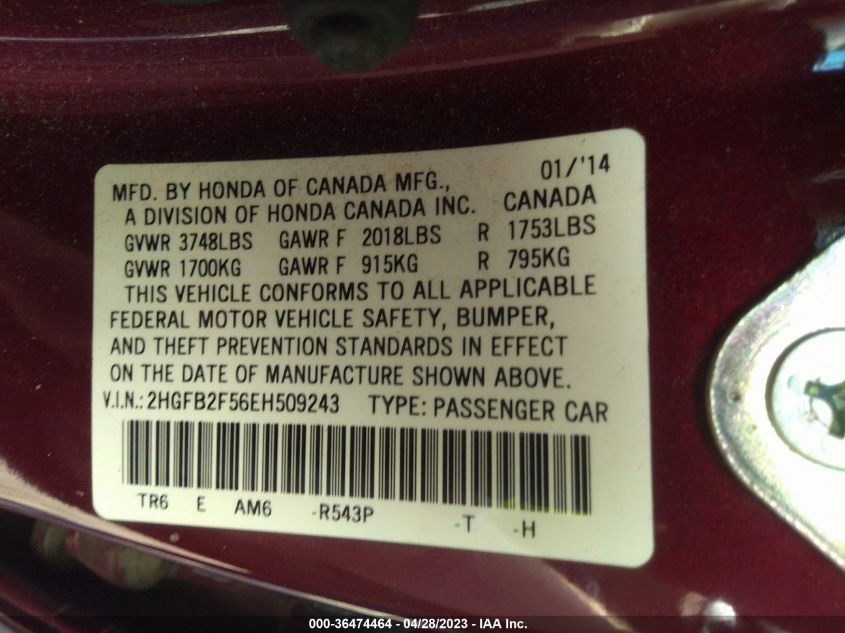 01/'14
MFD. BY HONDA OF CANADA MFG.,
A DIVISION OF HONDA CANADA INC. CANADA
GVWR 3748LBS GAWR F 2018LBS R 1753LBS
GVWR 1700KG GAWR F 915KG R 795KG
THIS VEHICLE CONFORMS TO ALL APPLICABLE
FEDERAL MOTOR VEHICLE SAFETY, BUMPER,
AND THEFT PREVENTION STANDARDS IN EFFECT
ON THE DATE OF MANUFACTURE SHOWN ABOVE.
V.I.N.: 2HGFB2F56EH509243 TYPE: PASSENGER CAR
TR6 E AM6 -R543P -T -H
000-36474464 - 04/28/2023 - IAA Inc.